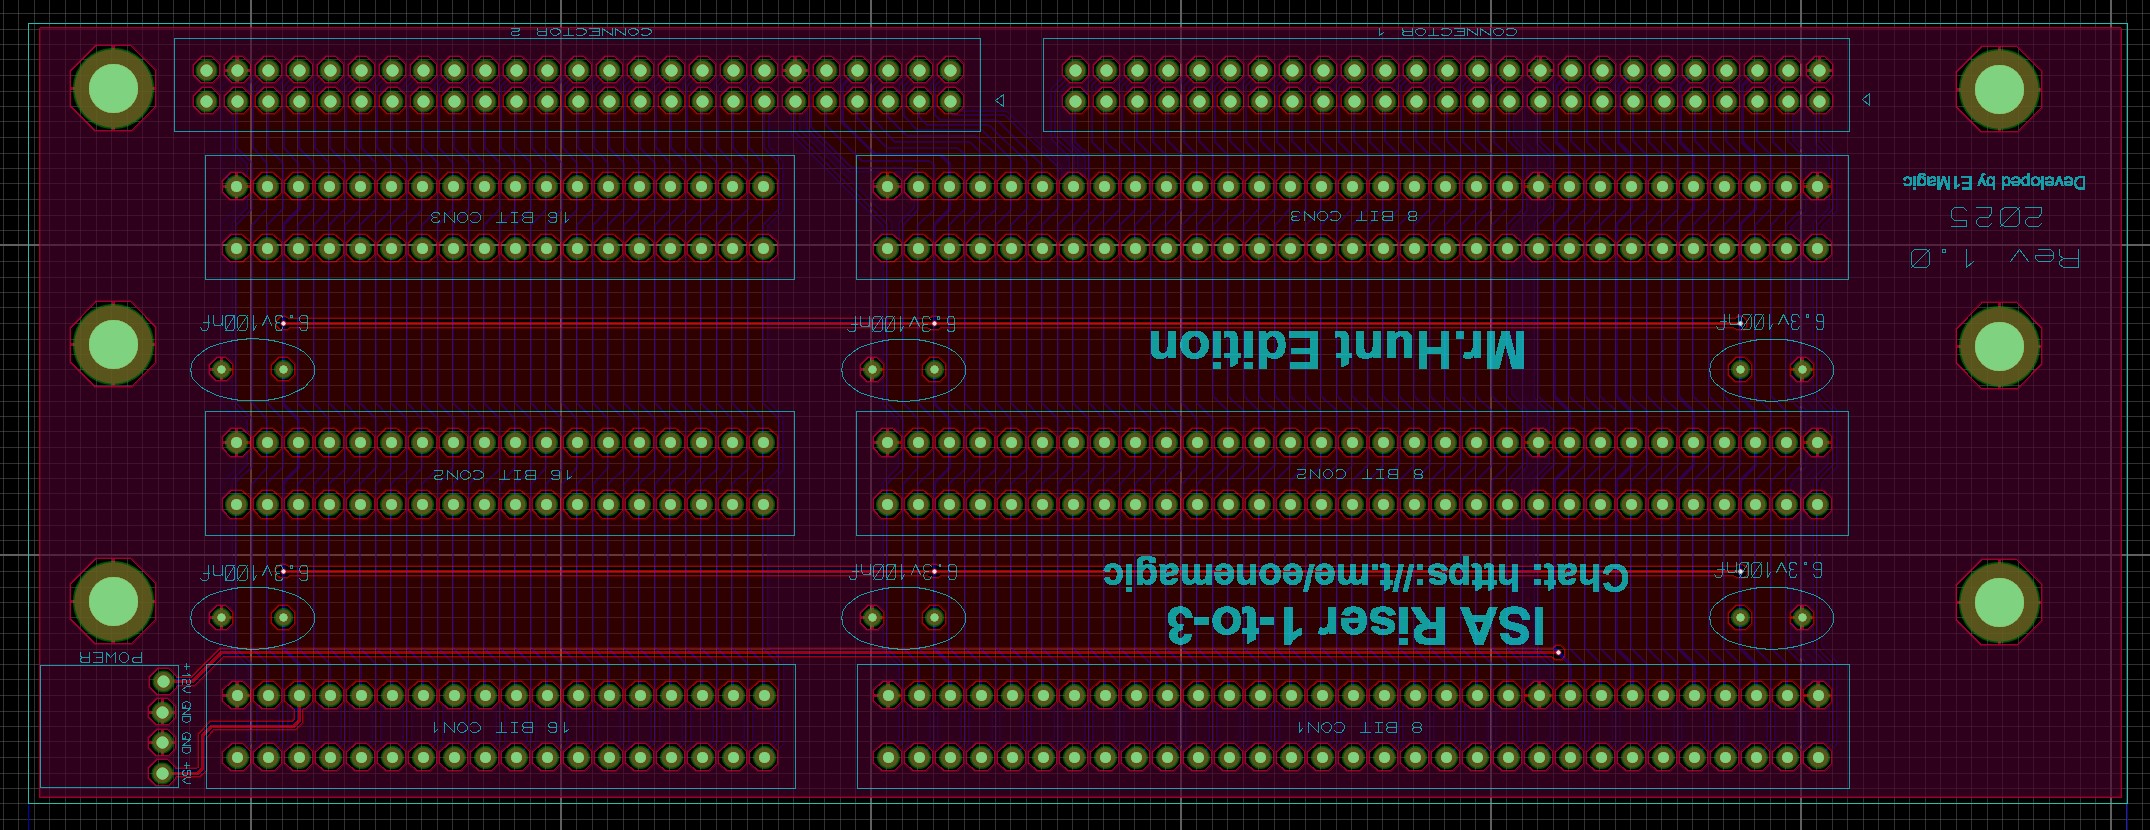 CONNECTOR 2
CONNECTOR 1
16 BIT CON3
8 BIT CON3
Developed by E1Magic
2025
Rev 1.0
6.3v100nF
6.3v100nF
6.3v100nF
Mr.Hunt Edition
16 BIT CON2
8 BIT CON2
6.3v100nF
6.3v100nF
6.3v100nF
Chat: https://t.me/eonemagic
ISA Riser 1-to-3
POWER
+12V
GND
GND
+5V
16 BIT CON1
8 BIT CON1